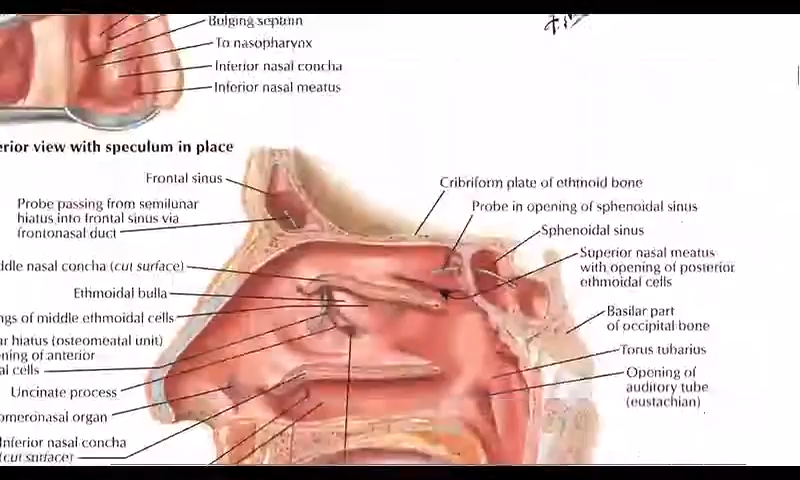 Bulging septum
To nasopharynx
Inferior nasal concha
Inferior nasal meatus
erior view with speculum in place
Frontal sinus
Probe passing from semilunar
hiatus into frontal sinus via
frontonasal duct
ddle nasal concha (cut surface)
Ethmoidal bulla
ngs of middle ethmoidal cells
ar hiatus (osteomeatal unit)
ning of anterior
al cells
Uncinate process
omeronasal organ
Inferior nasal concha
(cut surface)
Cribriform plate of ethmoid bone
Probe in opening of sphenoidal sinus
Sphenoidal sinus
Superior nasal meatus
with opening of posterior
ethmoidal cells
Basilar part
of occipital bone
Torus tubarius
Opening of
auditory tube
(eustachian)